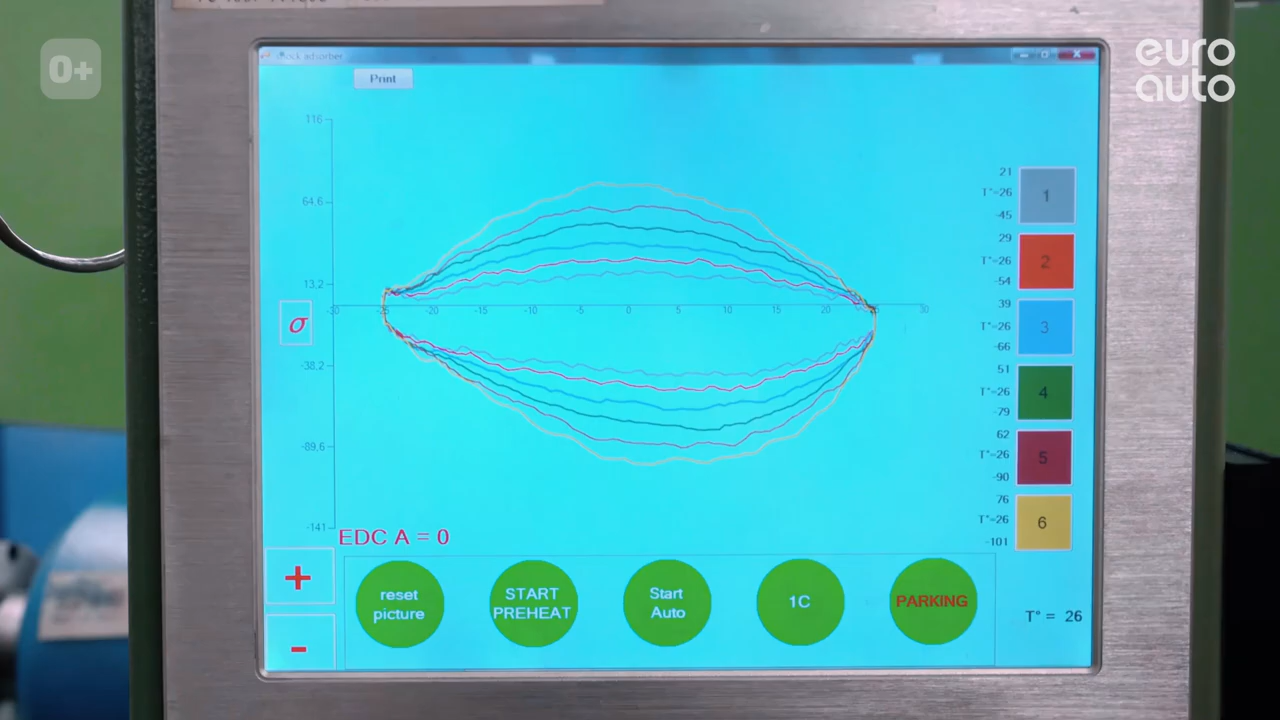 0+
euro
auto
Print
116
64.6
13.2
-38.2
-89.6
-141
-30
-20
-15
-10
-5
0
5
10
15
20
30
σ
21
T°=26
-45
1
29
T°=26
-54
2
39
T°=26
-66
3
51
T°=26
-79
4
62
T°=26
-90
5
76
T°=26
-101
6
EDC A = 0
+
-
reset
picture
START
PREHEAT
Start
Auto
1C
PARKING
T° = 26